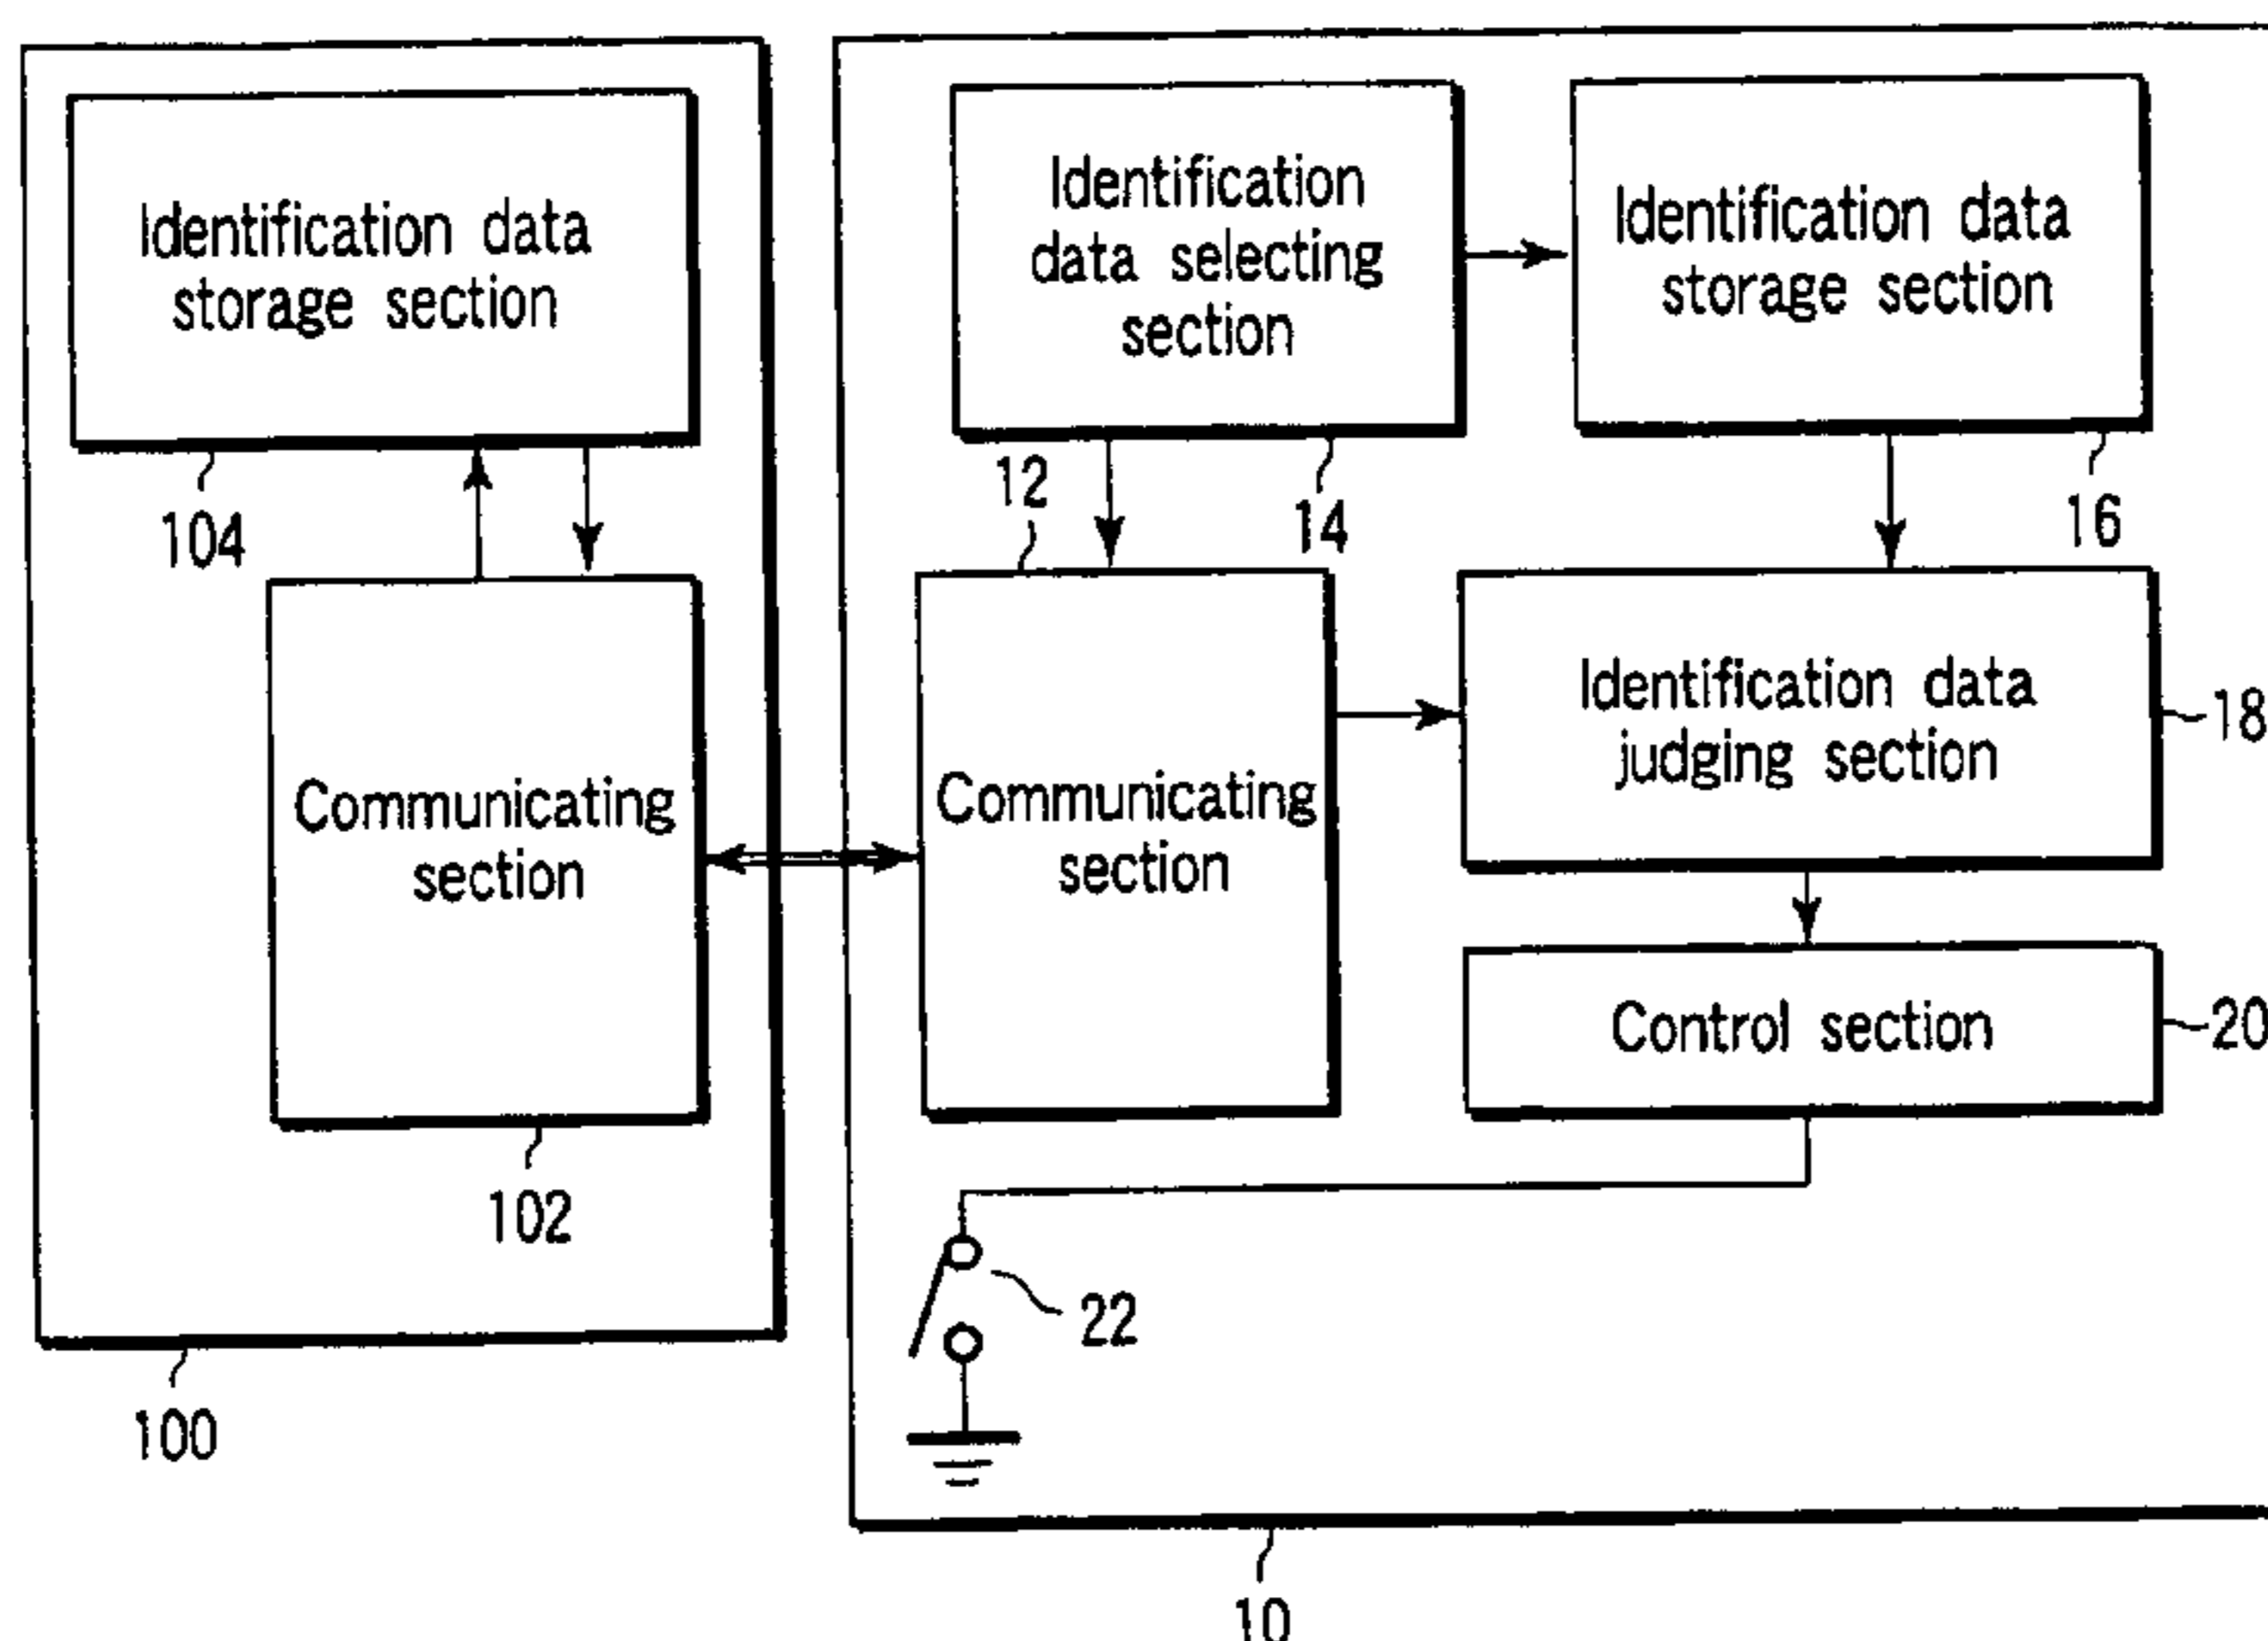 Identification data
storage section
104
Communicating
section
102
100
Identification
data selecting
section
14
Identification data
storage section
16
12
Communicating
section
Identification data
judging section
18
Control section
20
22
10